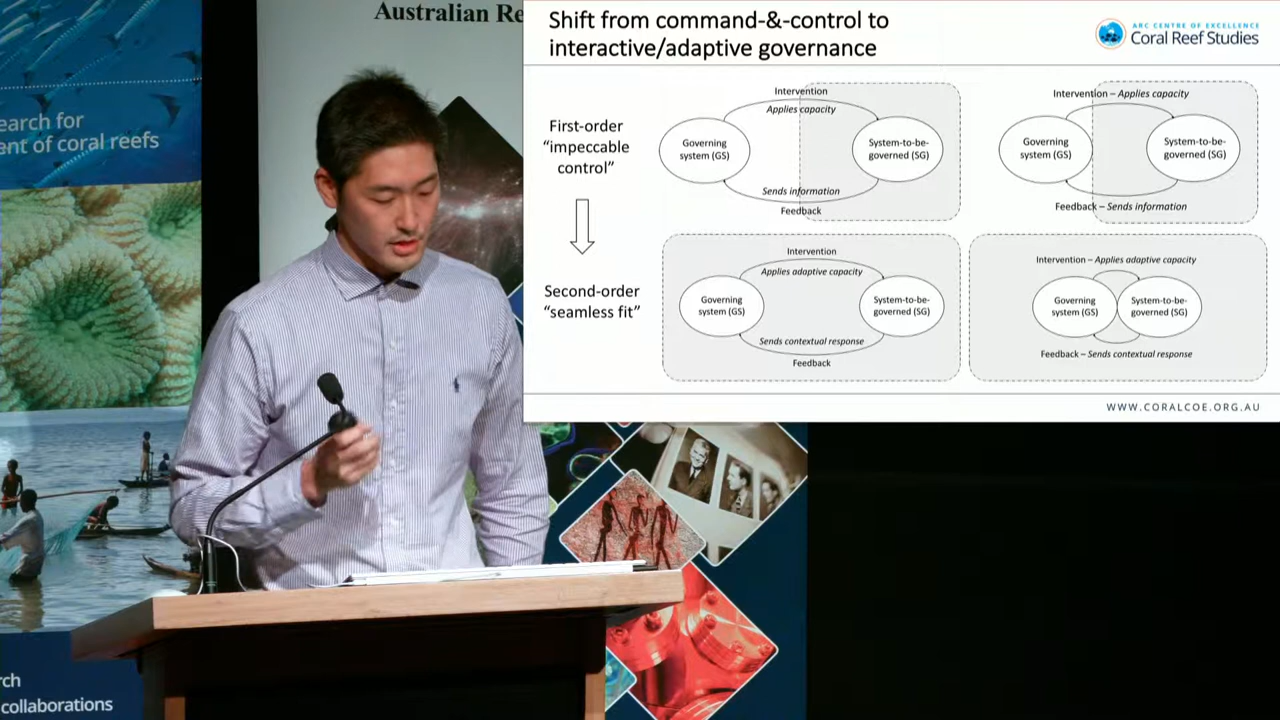 Australian Re
earch for
ent of coral reefs
rch
collaborations
Shift from command-&-control to
interactive/adaptive governance
ARC CENTRE OF EXCELLENCE
Coral Reef Studies
First-order
“impeccable
control”
Intervention
Applies capacity
Governing
system (GS)
System-to-be-
governed (SG)
Sends information
Feedback
Intervention – Applies capacity
Governing
system (GS)
System-to-be-
governed (SG)
Feedback – Sends information
Second-order
“seamless fit”
Intervention
Applies adaptive capacity
Governing
system (GS)
System-to-be-
governed (SG)
Sends contextual response
Feedback
Intervention – Applies adaptive capacity
Governing
system (GS)
System-to-be-
governed (SG)
Feedback – Sends contextual response
WWW.CORALCOE.ORG.AU